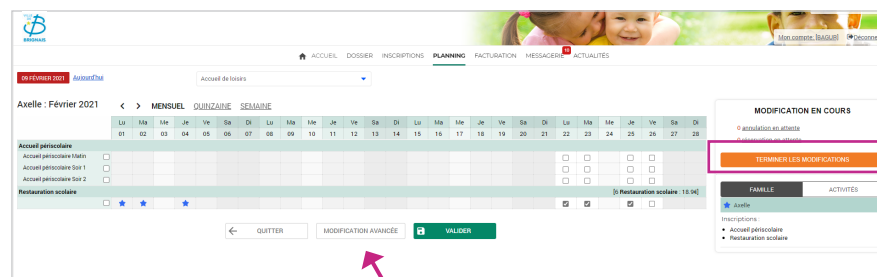 BRIGNAIS
Mon compte [BAGUR] Déconne
ACCUEIL DOSSIER INSCRIPTIONS PLANNING FACTURATION MESSAGERIE 10 ACTUALITÉS
09 FÉVRIER 2021 Aujourd'hui Accueil de loisirs
Axelle : Février 2021 < > MENSUEL QUINZAINE SEMAINE
Lu Ma Me Je Ve Sa Di Lu Ma Me Je Ve Sa Di Lu Ma Me Je Ve Sa Di Lu Ma Me Je Ve Sa Di
01 02 03 04 05 06 07 08 09 10 11 12 13 14 15 16 17 18 19 20 21 22 23 24 25 26 27 28
Accueil périscolaire
Accueil périscolaire Matin
Accueil périscolaire Soir 1
Accueil périscolaire Soir 2
Restauration scolaire [6 Restauration scolaire : 18.9€]
QUITTER MODIFICATION AVANCÉE VALIDER
MODIFICATION EN COURS
0 annulation en attente
0 réservation en attente
TERMINER LES MODIFICATIONS
FAMILLE ACTIVITÉS
Axelle
Inscriptions :
• Accueil périscolaire
• Restauration scolaire